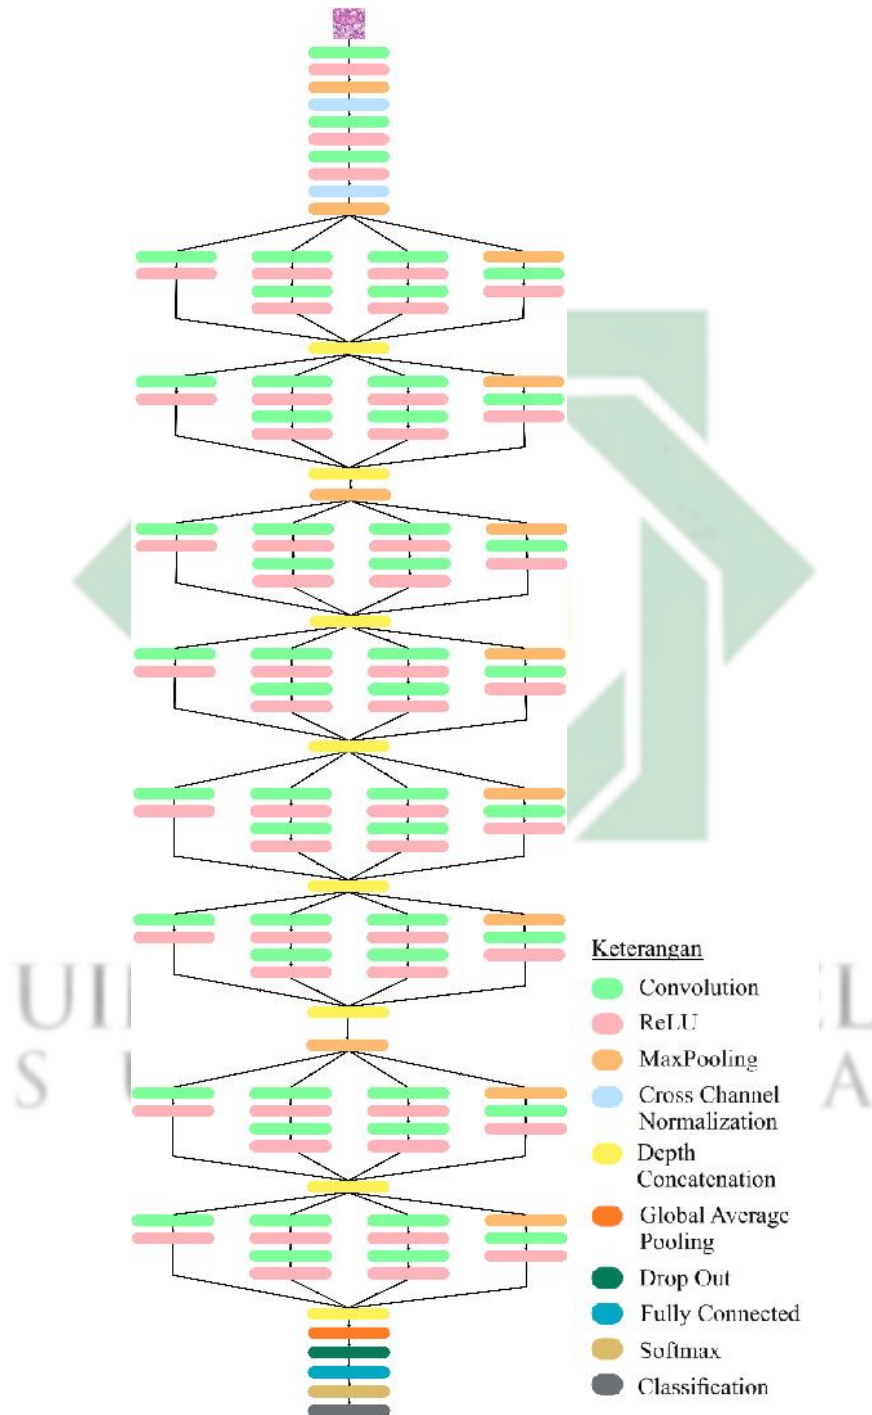 Keterangan
Convolution
ReLU
MaxPooling
Cross Channel
Normalization
Depth
Concatenation
Global Average
Pooling
Drop Out
Fully Connected
Softmax
Classification